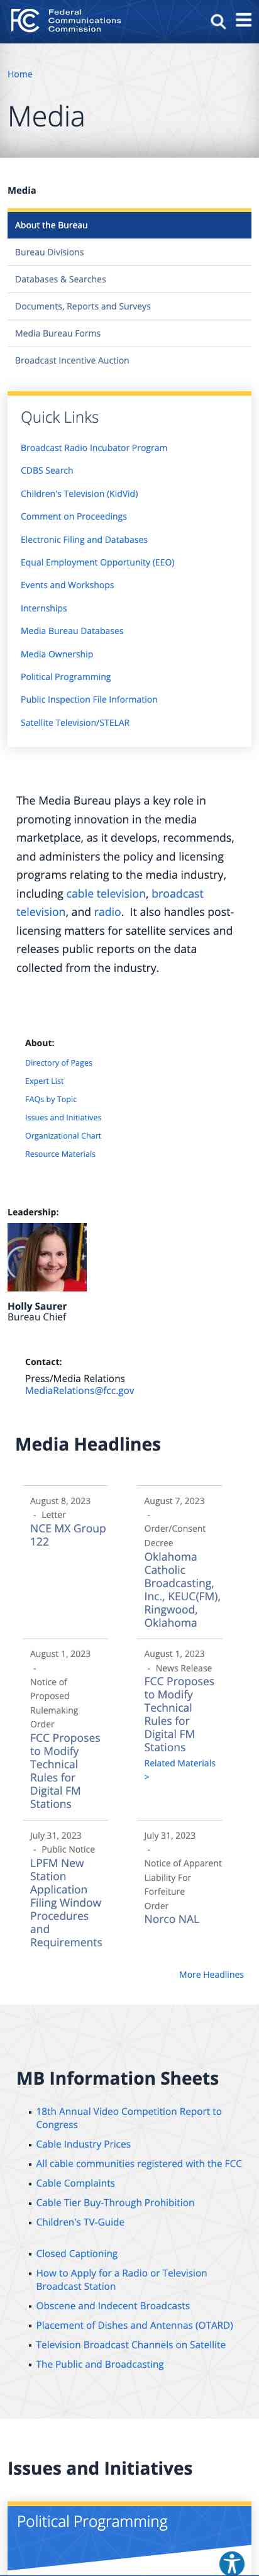 FCC Federal
Communications
Commission
Home
Media
Media
About the Bureau
Bureau Divisions
Databases & Searches
Documents, Reports and Surveys
Media Bureau Forms
Broadcast Incentive Auction
Quick Links
Broadcast Radio Incubator Program
CDBS Search
Children's Television (KidVid)
Comment on Proceedings
Electronic Filing and Databases
Equal Employment Opportunity (EEO)
Events and Workshops
Internships
Media Bureau Databases
Media Ownership
Political Programming
Public Inspection File Information
Satellite Television/STELAR
The Media Bureau plays a key role in
promoting innovation in the media
marketplace, as it develops, recommends,
and administers the policy and licensing
programs relating to the media industry,
including cable television, broadcast
television, and radio.  It also handles post-
licensing matters for satellite services and
releases public reports on the data
collected from the industry.
About:
Directory of Pages
Expert List
FAQs by Topic
Issues and Initiatives
Organizational Chart
Resource Materials
Leadership:
Holly Saurer
Bureau Chief
Contact:
Press/Media Relations
MediaRelations@fcc.gov
Media Headlines
August 8, 2023
- Letter
NCE MX Group
122
August 7, 2023
-
Order/Consent
Decree
Oklahoma
Catholic
Broadcasting,
Inc., KEUC(FM),
Ringwood,
Oklahoma
August 1, 2023
-
Notice of
Proposed
Rulemaking
Order
FCC Proposes
to Modify
Technical
Rules for
Digital FM
Stations
August 1, 2023
- News Release
FCC Proposes
to Modify
Technical
Rules for
Digital FM
Stations
Related Materials
>
July 31, 2023
- Public Notice
LPFM New
Station
Application
Filing Window
Procedures
and
Requirements
July 31, 2023
-
Notice of Apparent
Liability For
Forfeiture
Order
Norco NAL
More Headlines
MB Information Sheets
• 18th Annual Video Competition Report to
Congress
• Cable Industry Prices
• All cable communities registered with the FCC
• Cable Complaints
• Cable Tier Buy-Through Prohibition
• Children's TV-Guide
• Closed Captioning
• How to Apply for a Radio or Television
Broadcast Station
• Obscene and Indecent Broadcasts
• Placement of Dishes and Antennas (OTARD)
• Television Broadcast Channels on Satellite
• The Public and Broadcasting
Issues and Initiatives
Political Programming